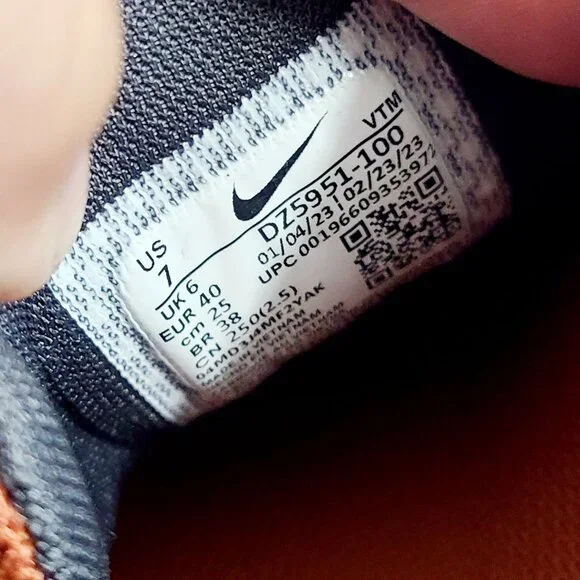 VTM
DZ5951-100
01/04/23 | 02/23/23
UPC 00196609353972
US
7
UK 6
EUR 40
cm 25
BR 38
CN 250(2.5)
04MD34MF2YAK